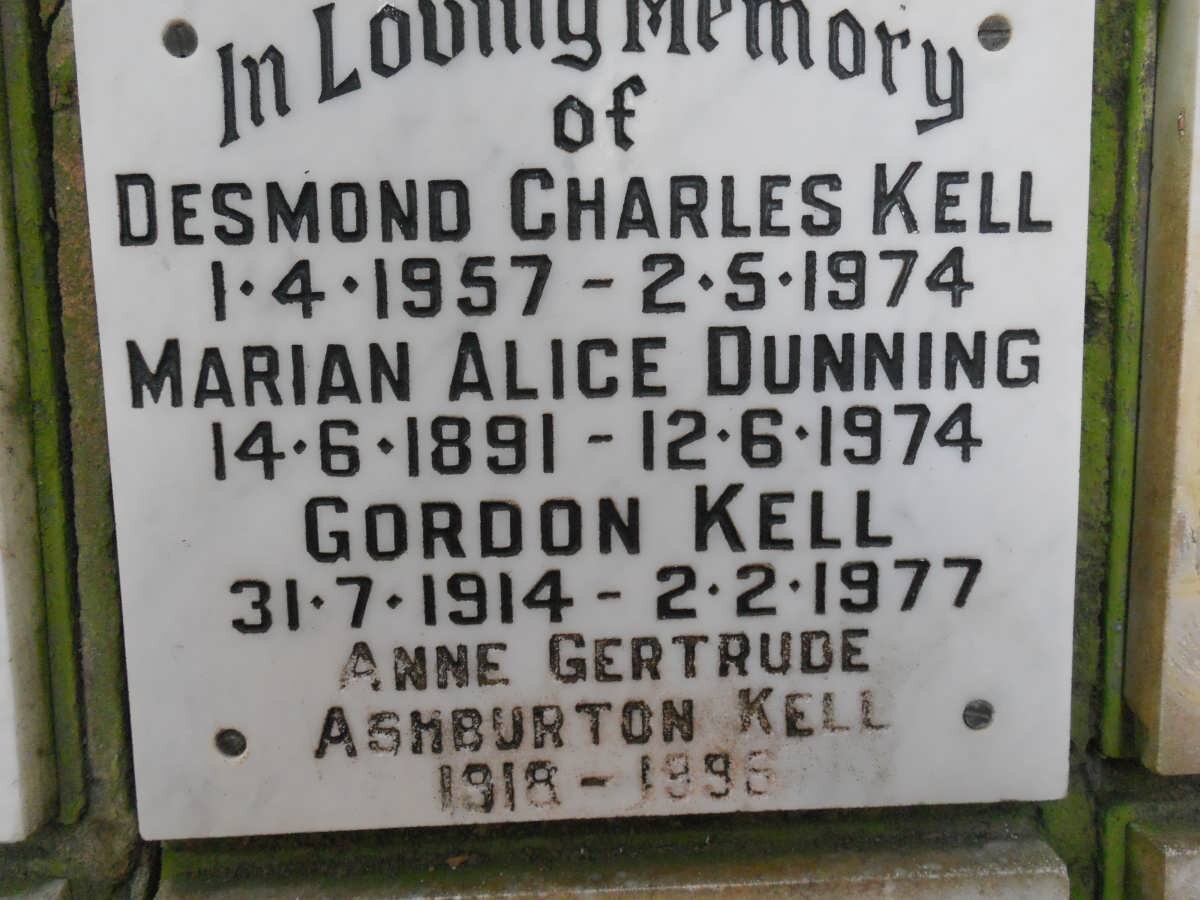 In Loving Memory
of
DESMOND CHARLES KELL
1·4·1957 - 2·5·1974
MARIAN ALICE DUNNING
14·6·1891 - 12·6·1974
GORDON KELL
31·7·1914 - 2·2·1977
ANNE GERTRUDE
ASHBURTON KELL
1918 - 1996